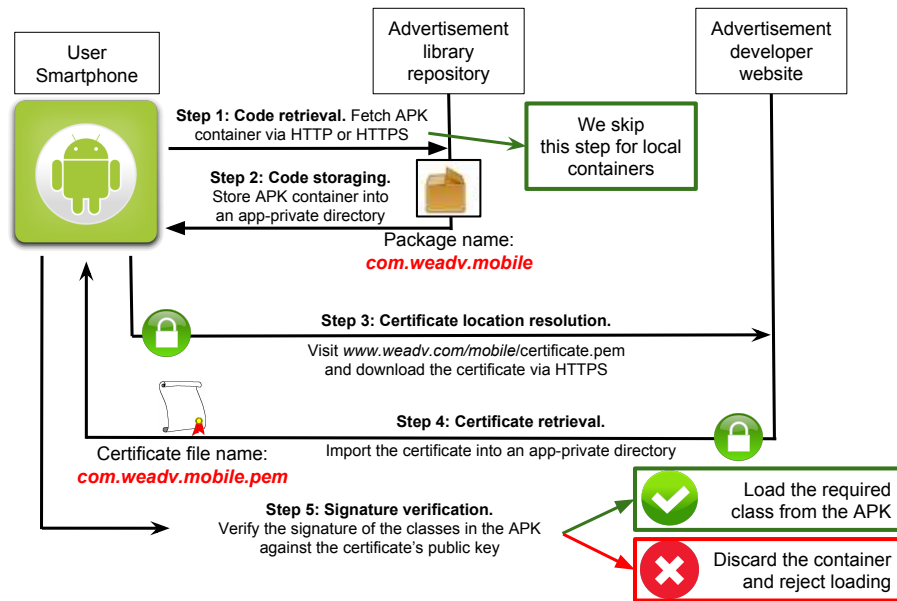 User
Smartphone
Advertisement
library
repository
Advertisement
developer
website
Step 1: Code retrieval. Fetch APK
container via HTTP or HTTPS
We skip
this step for local
containers
Step 2: Code storaging.
Store APK container into
an app-private directory
Package name:
com.weadv.mobile
Step 3: Certificate location resolution.
Visit www.weadv.com/mobile/certificate.pem
and download the certificate via HTTPS
Step 4: Certificate retrieval.
Import the certificate into an app-private directory
Certificate file name:
com.weadv.mobile.pem
Step 5: Signature verification.
Verify the signature of the classes in the APK
against the certificate's public key
Load the required
class from the APK
Discard the container
and reject loading